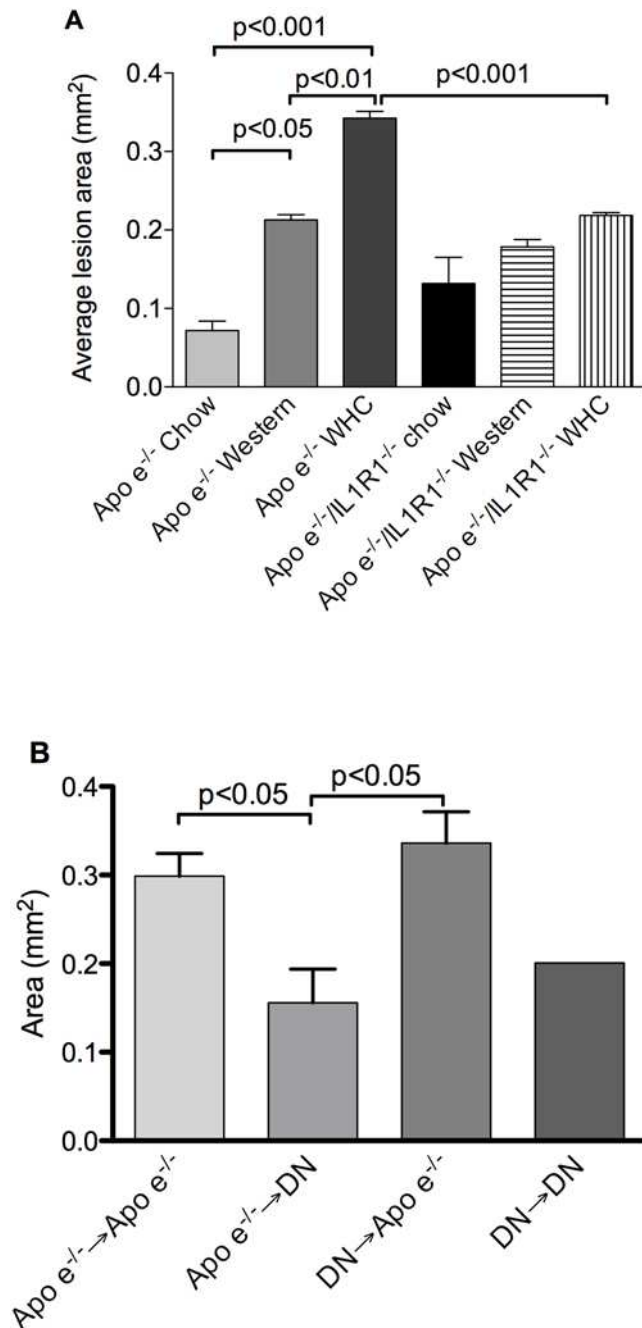 A
p<0.001
p<0.01
p<0.001
p<0.05
Average lesion area (mm²)
0.4
0.3
0.2
0.1
0.0
Apo e⁻/⁻ Chow
Apo e⁻/⁻ Western
Apo e⁻/⁻ WHC
Apo e⁻/⁻/IL1R1⁻/⁻ chow
Apo e⁻/⁻/IL1R1⁻/⁻ Western
Apo e⁻/⁻/IL1R1⁻/⁻ WHC
B
p<0.05
p<0.05
Area (mm²)
0.4
0.3
0.2
0.1
0.0
Apo e⁻/⁻→Apo e⁻/⁻
Apo e⁻/⁻→DN
DN→Apo e⁻/⁻
DN→DN